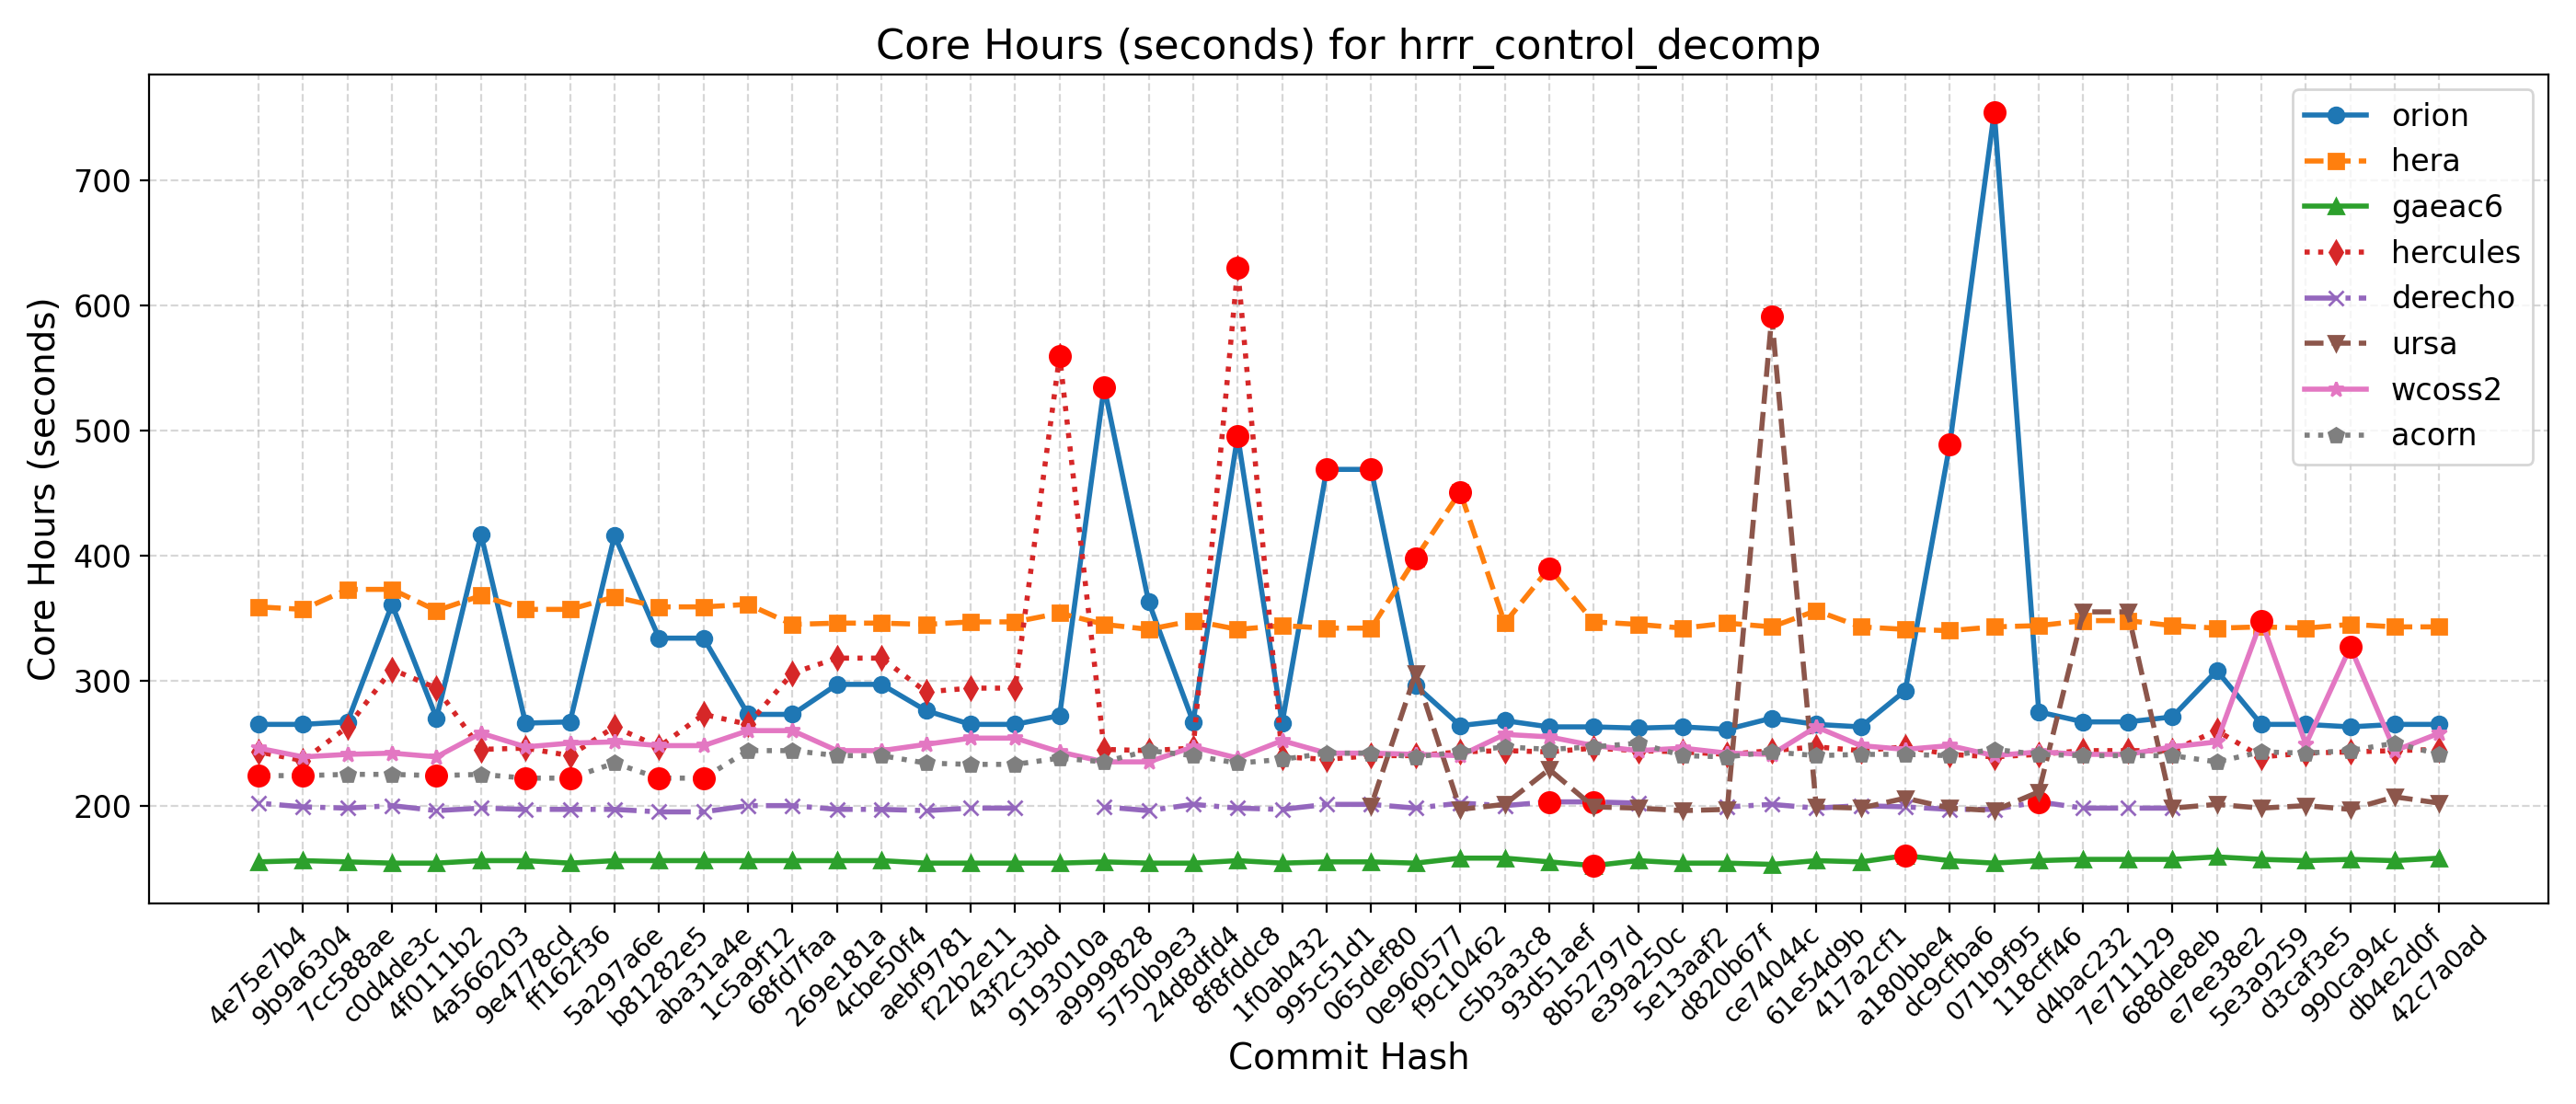 Core Hours (seconds) for hrrr_control_decomp
Core Hours (seconds)
700
600
500
400
300
200
orion
hera
gaeac6
hercules
derecho
ursa
wcoss2
acorn
4e75e7b4
9b9a6304
7cc588ae
c0d4de3c
4f0111b2
4a566203
9e4778cd
ff162f36
5a297a6e
b81282e5
aba31a4e
1c5a9f12
68fd7faa
269e181a
4cbe50f4
aebf9781
f22b2e11
43f2c3bd
9193010a
a9999828
5750b9e3
24d8dfd4
8f8fddc8
1f0ab432
995c51d1
065def80
0e960577
f9c10462
c5b3a3c8
93d51aef
8b52797d
e39a250c
5e13aaf2
d820b67f
ce74044c
61e54d9b
417a2cf1
a180bbe4
dc9cfba6
071b9f95
118cff46
d4bac232
7e711129
688de8eb
e7ee38e2
5e3a9259
d3caf3e5
990ca94c
db4e2d0f
42c7a0ad
Commit Hash